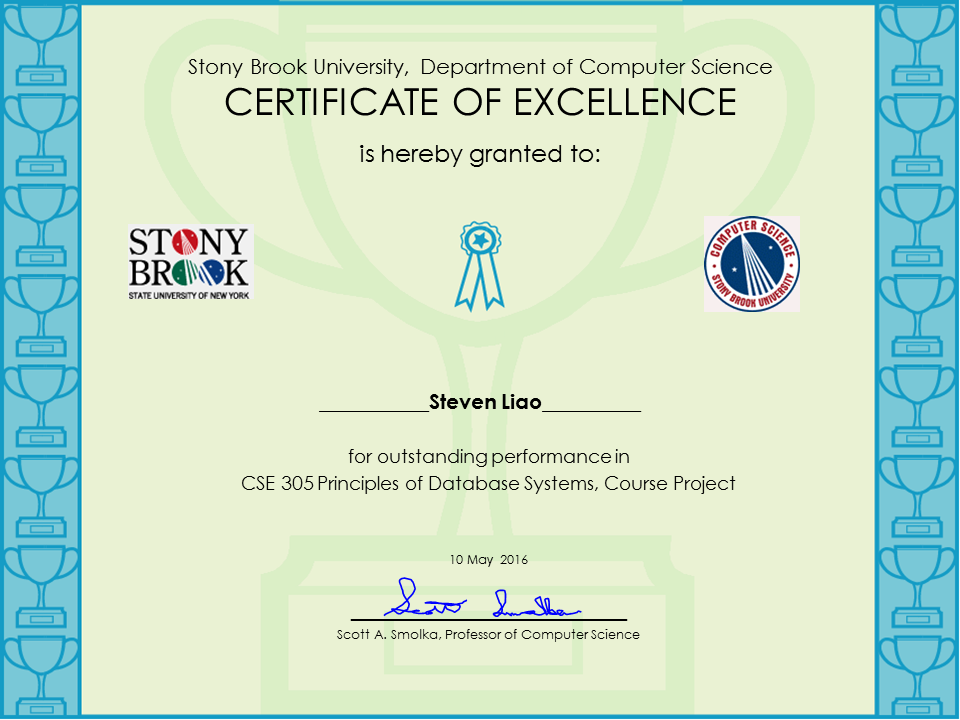 Stony Brook University, Department of Computer Science
CERTIFICATE OF EXCELLENCE
is hereby granted to:
STONY
BROOK
STATE UNIVERSITY OF NEW YORK
COMPUTER SCIENCE
STONY BROOK UNIVERSITY
___________Steven Liao__________
for outstanding performance in
CSE 305 Principles of Database Systems, Course Project
10 May 2016
Scott Smolka
Scott A. Smolka, Professor of Computer Science